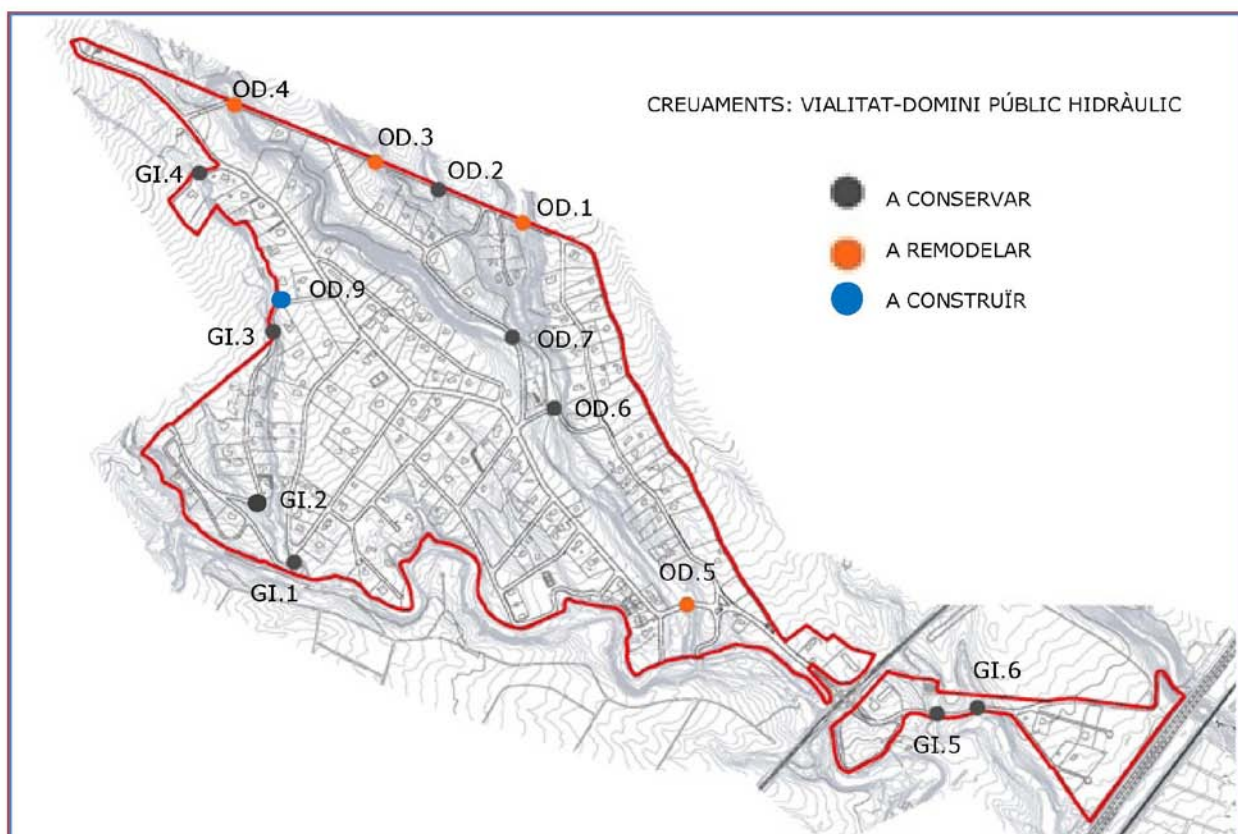 OD.4
CREUAMENTS: VIALITAT-DOMINI PÚBLIC HIDRÀULIC
OD.3
GI.4
OD.2
A CONSERVAR
OD.1
A REMODELAR
OD.9
A CONSTRUÏR
GI.3
OD.7
OD.6
GI.2
GI.1
OD.5
GI.6
GI.5